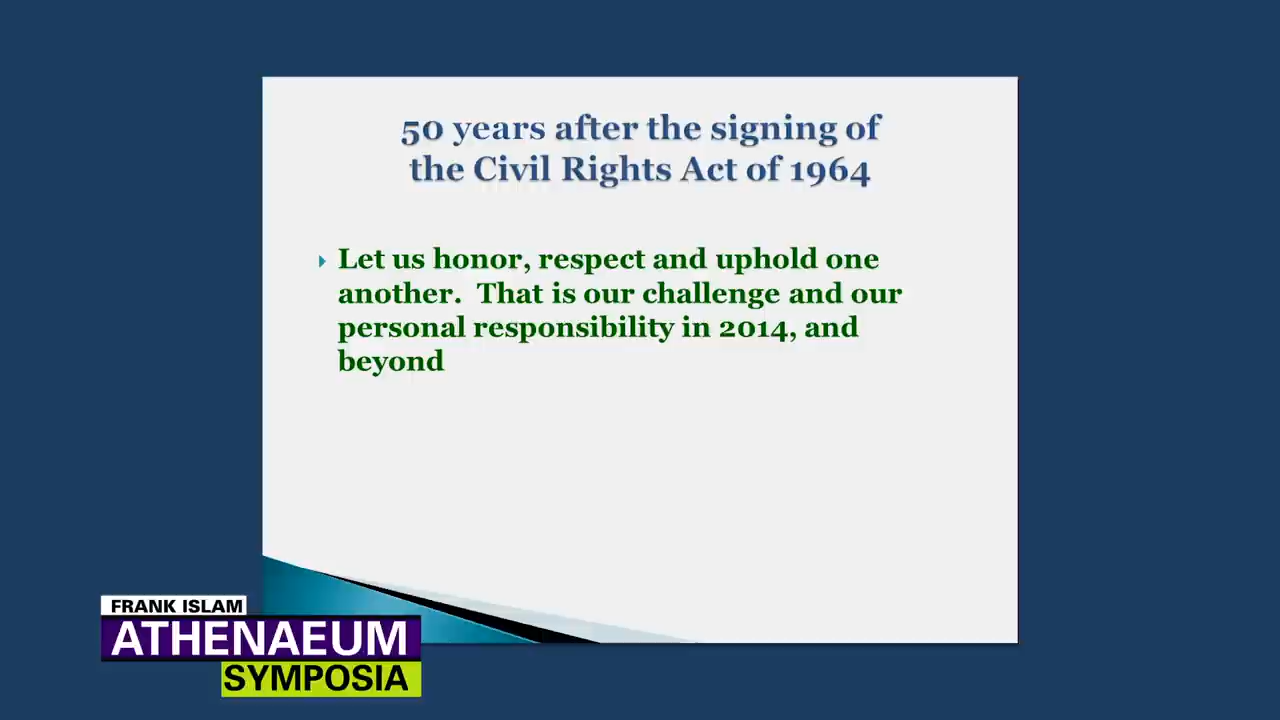 50 years after the signing of
the Civil Rights Act of 1964
Let us honor, respect and uphold one
another. That is our challenge and our
personal responsibility in 2014, and
beyond
FRANK ISLAM
ATHENAEUM
SYMPOSIA